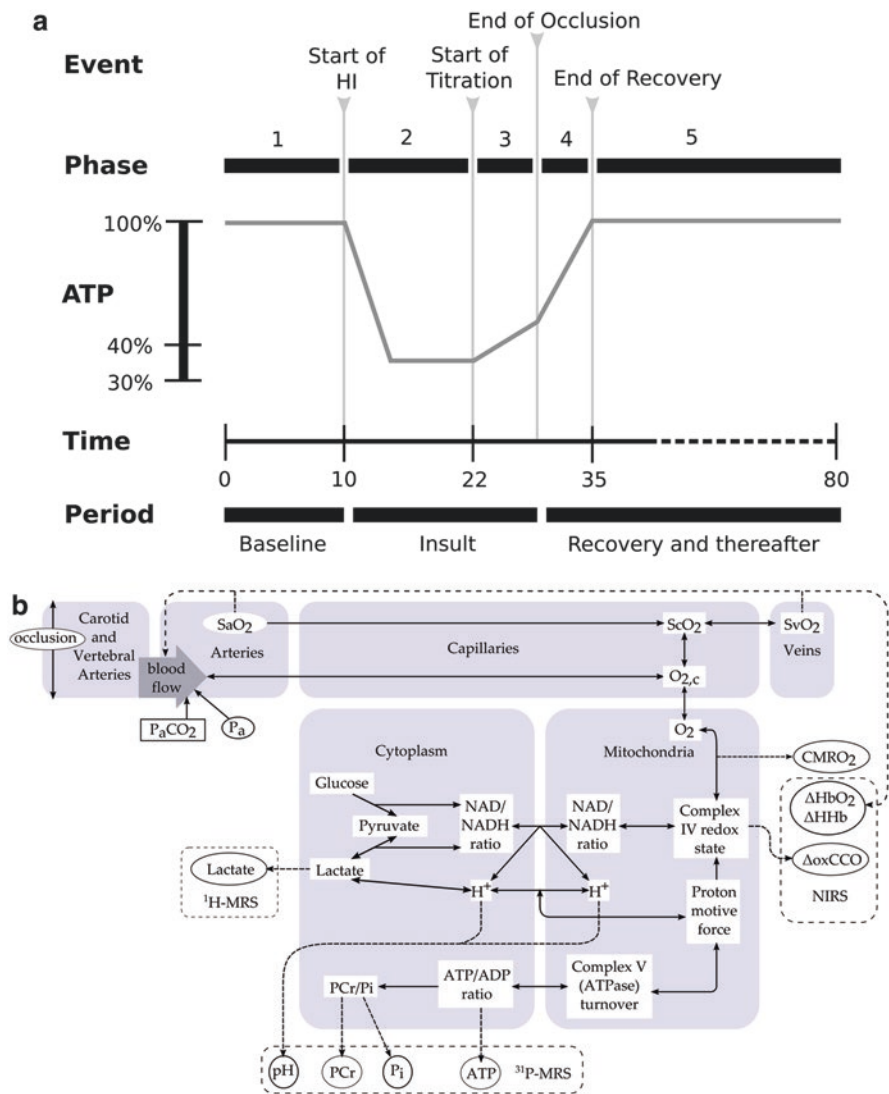 a
End of Occlusion
Event
Start of
HI
Start of
Titration
End of Recovery
Phase
1 2 3 4 5
100%
ATP
40%
30%
Time
0 10 22 35 80
Period
Baseline Insult Recovery and thereafter
b
occlusion
Carotid
and
Vertebral
Arteries
SaO2
Arteries
blood
flow
PaCO2
Pa
Capillaries
ScO2
O2,c
SvO2
Veins
Cytoplasm
Glucose
Pyruvate
Lactate
NAD/
NADH
ratio
H+
PCr/Pi
ATP/ADP
ratio
O2
Mitochondria
NAD/
NADH
ratio
Complex
IV redox
state
H+
Proton
motive
force
Complex V
(ATPase)
turnover
CMRO2
ΔHbO2
ΔHHb
ΔoxCCO
NIRS
Lactate
1H-MRS
pH
PCr
Pi
ATP
31P-MRS